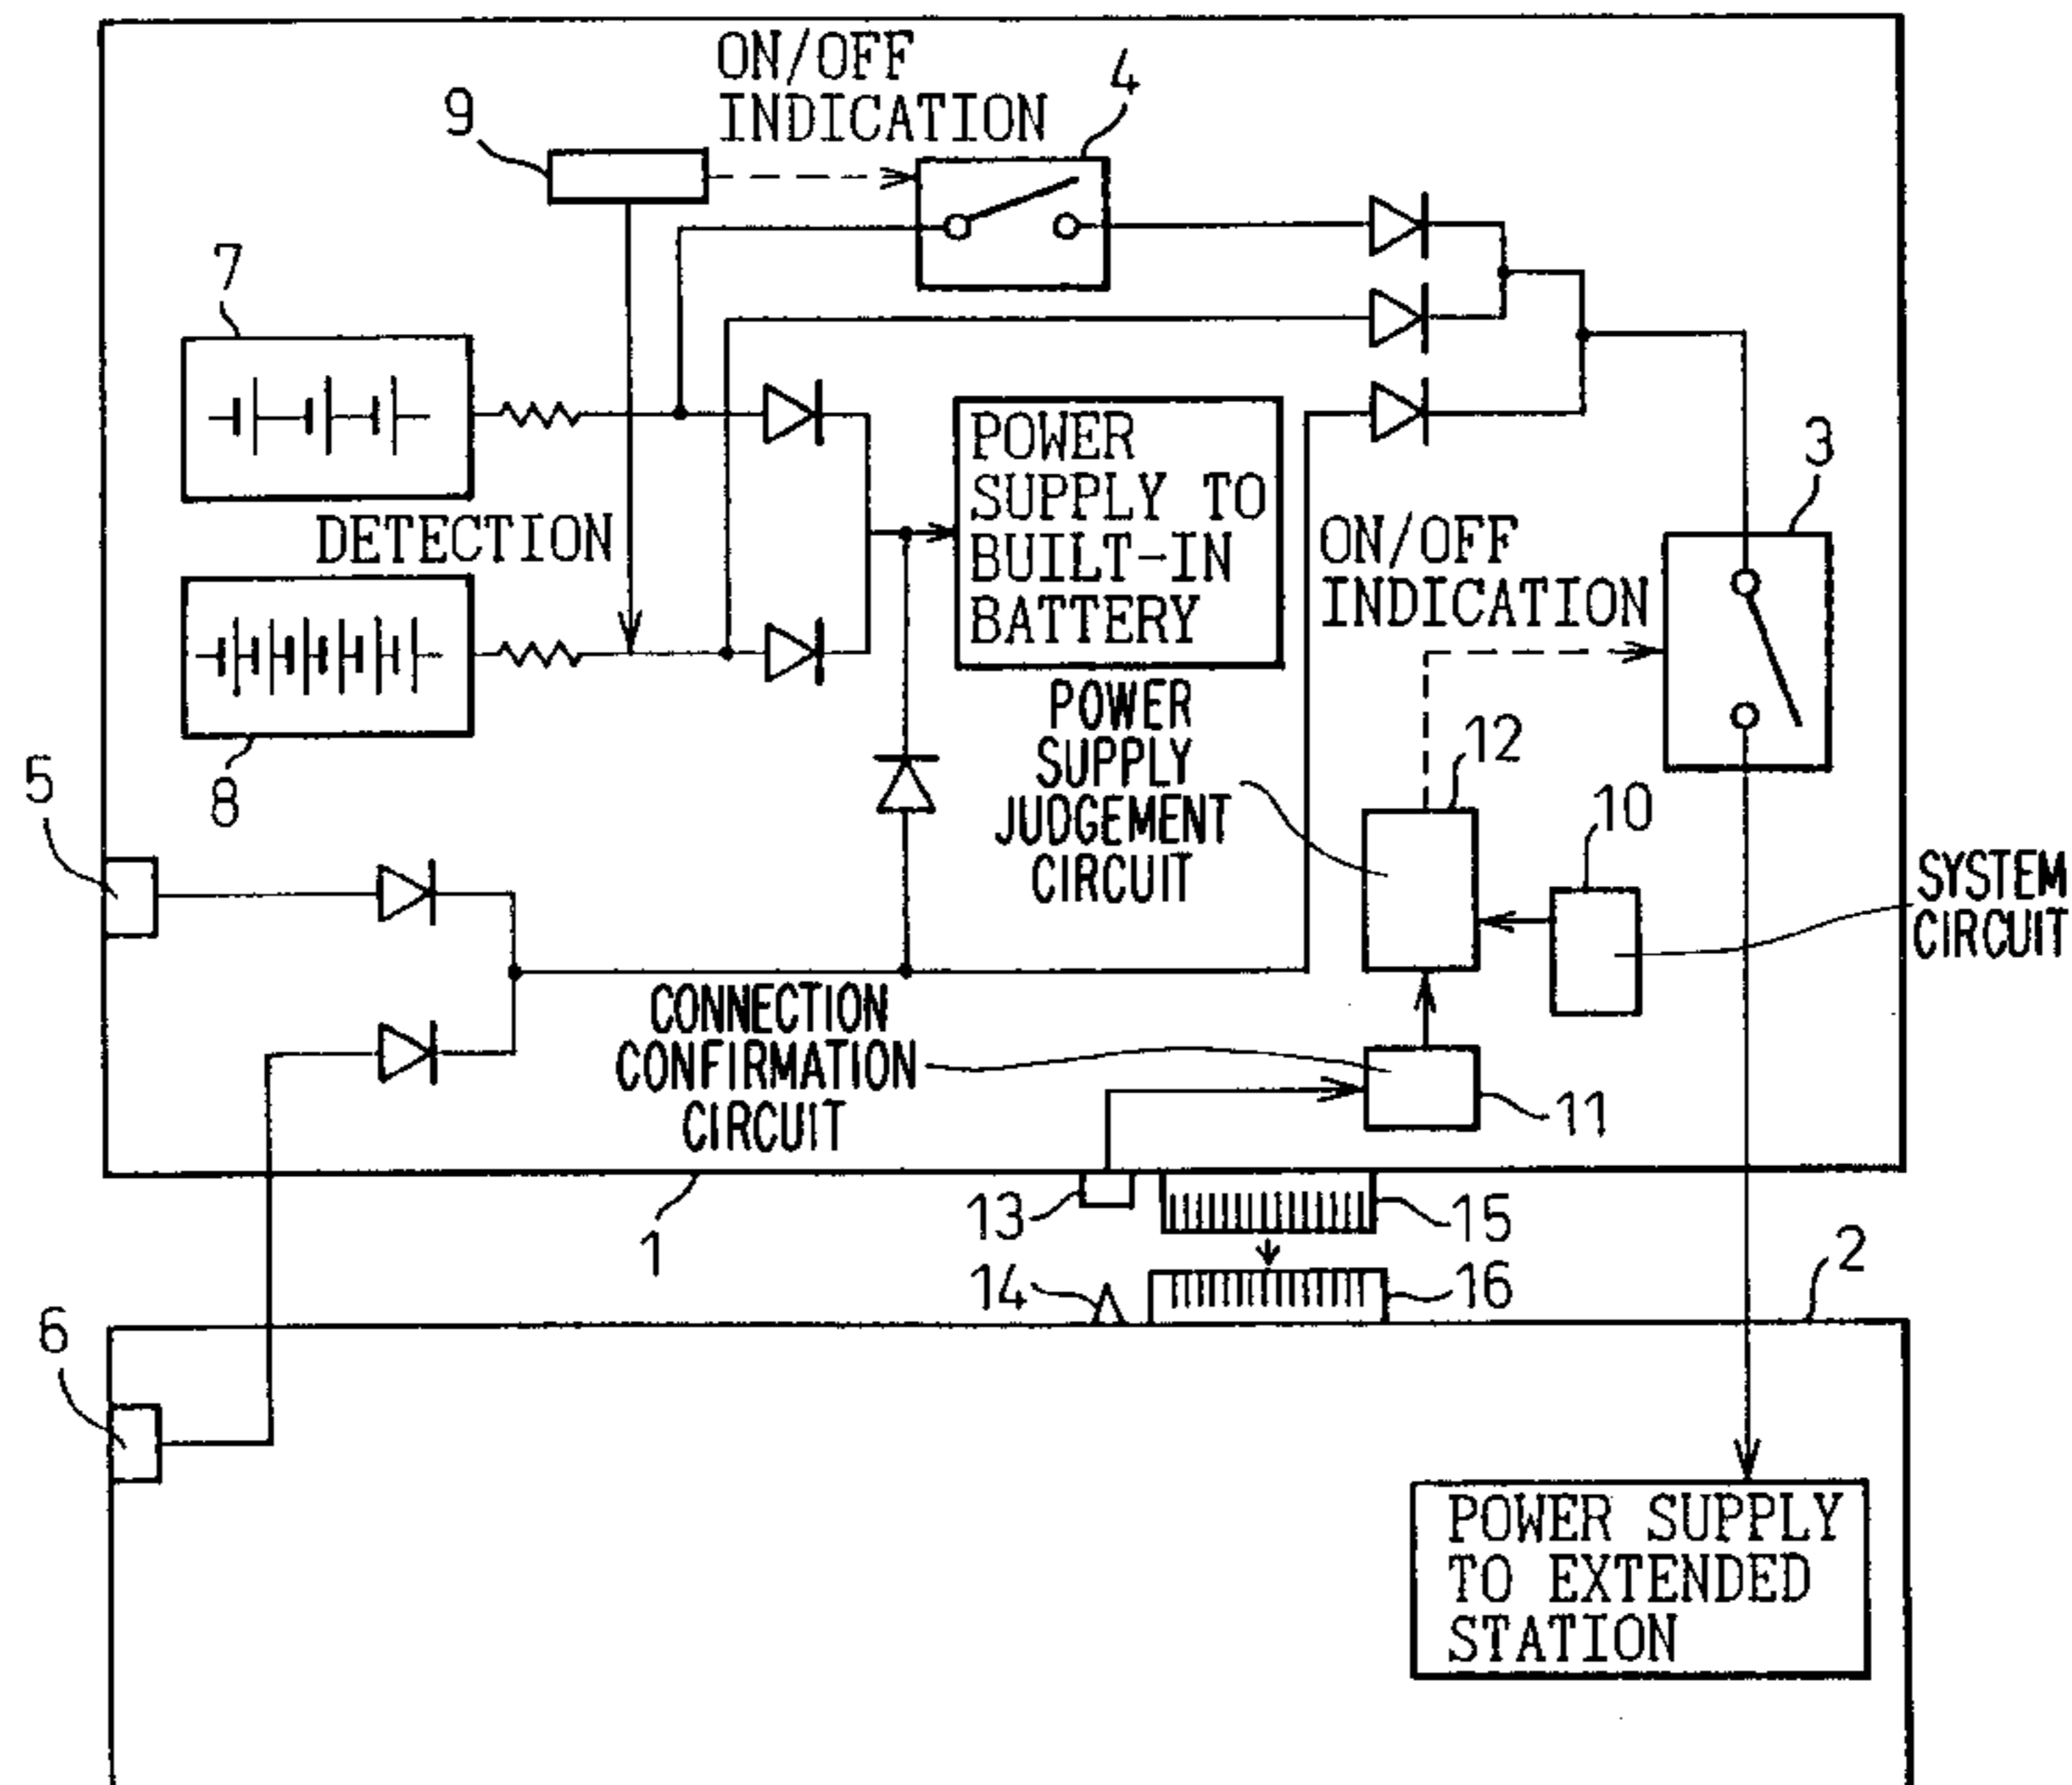 ON/OFF
INDICATION
4
9
7
POWER
SUPPLY TO
BUILT-IN
BATTERY
3
DETECTION
ON/OFF
INDICATION
8
5
POWER
SUPPLY
JUDGEMENT
CIRCUIT
12
10
SYSTEM
CIRCUIT
CONNECTION
CONFIRMATION
CIRCUIT
11
1
13
15
14
16
2
6
POWER SUPPLY
TO EXTENDED
STATION